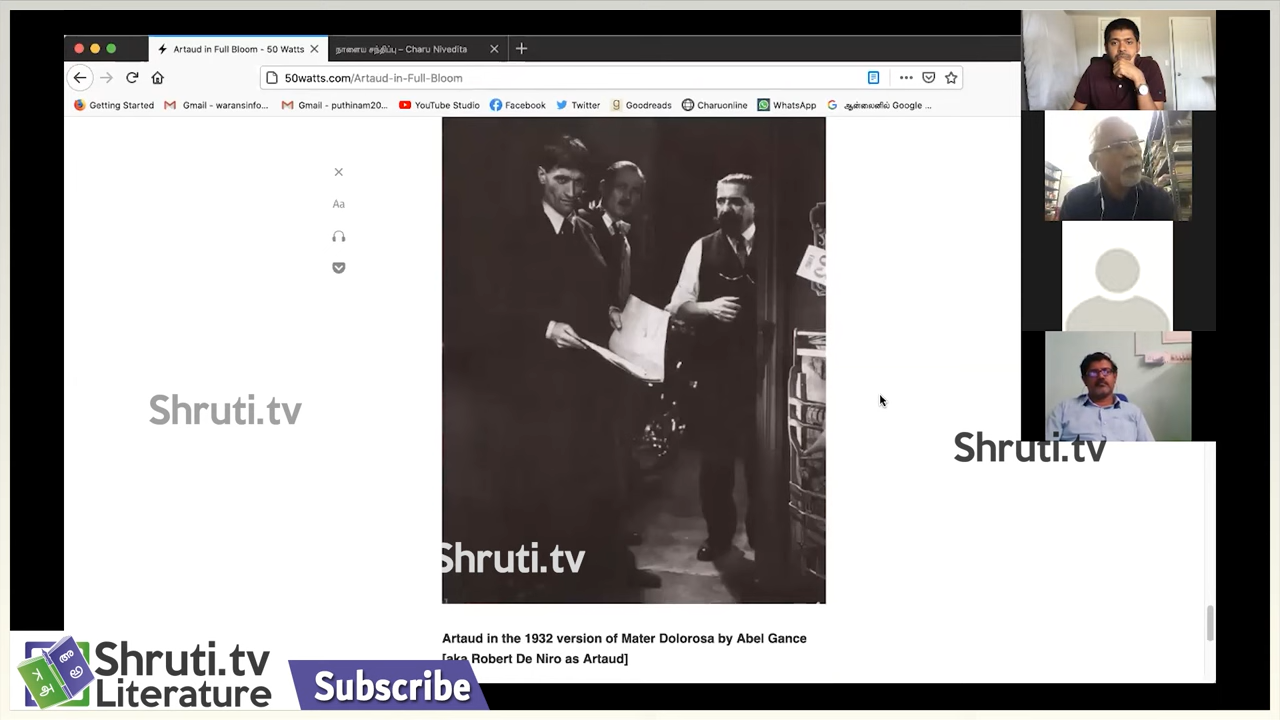 Artaud in Full Bloom - 50 Watts
நாளைய சந்திப்பு – Charu Nivedita
50watts.com/Artaud-in-Full-Bloom
Getting Started
Gmail - waransinfo...
Gmail - puthinam20...
YouTube Studio
Facebook
Twitter
Goodreads
Charuonline
WhatsApp
ஆன்லைனில் Google ...
Aa
Shruti.tv
Shruti.tv
Shruti.tv
Artaud in the 1932 version of Mater Dolorosa by Abel Gance
[aka Robert De Niro as Artaud]
Shruti.tv
Literature
Subscribe